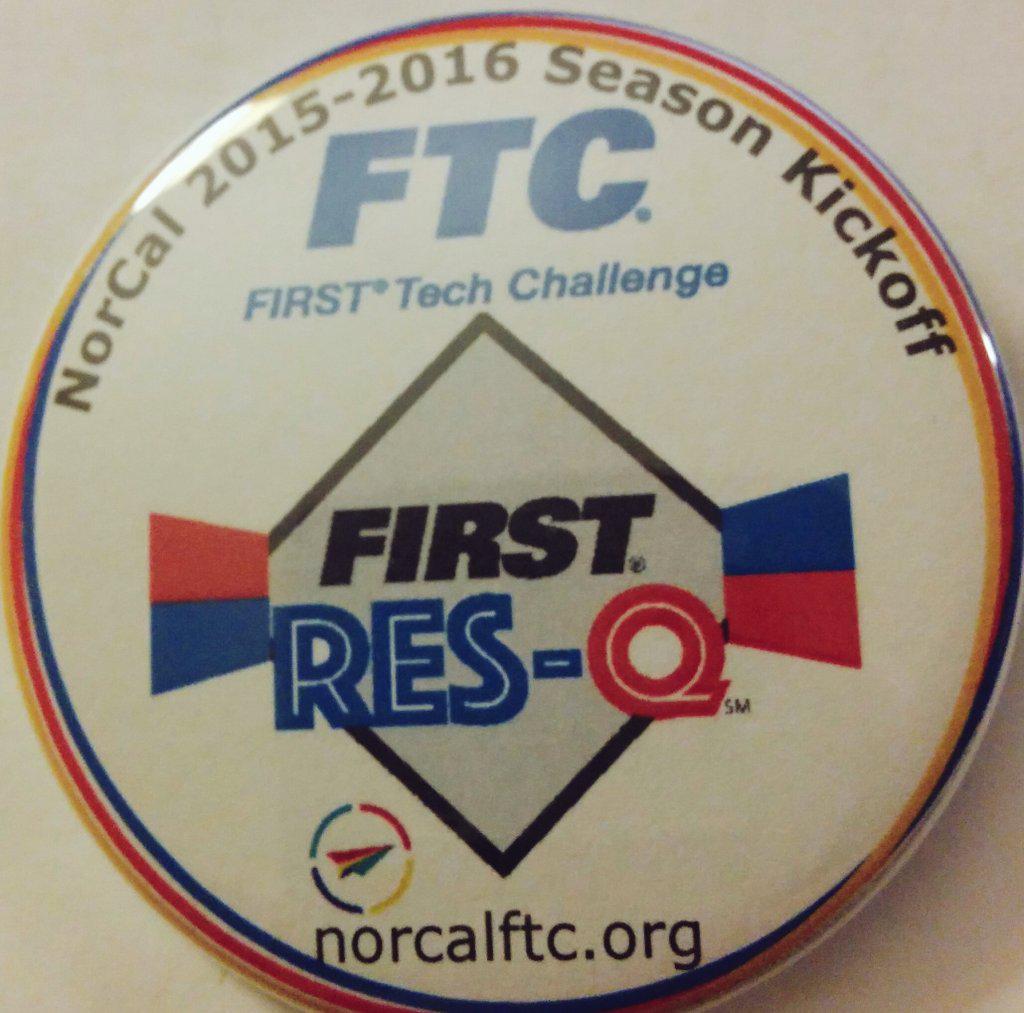 NorCal 2015-2016 Season Kickoff
FTC.
FIRST® Tech Challenge
FIRST®
RES-Q SM
norcalftc.org